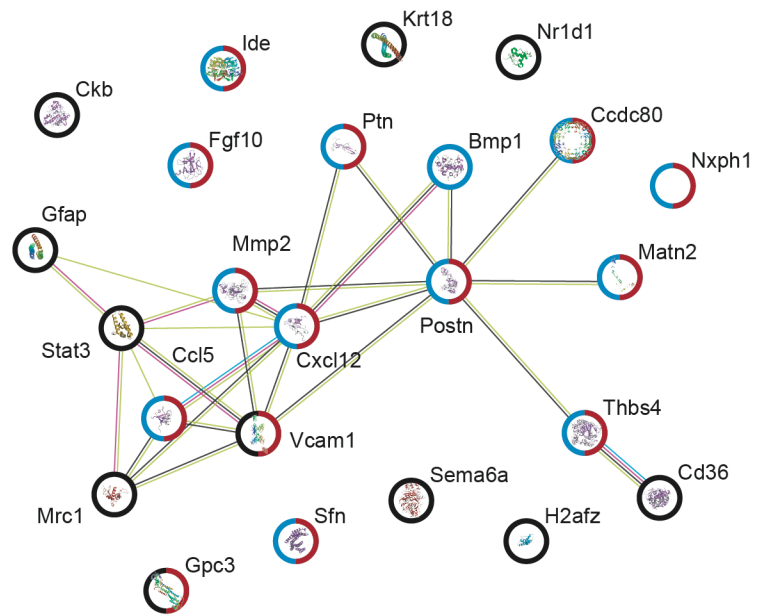 Krt18
Nr1d1
Ide
Ckb
Ptn
Bmp1
Ccdc80
Fgf10
Nxph1
Gfap
Mmp2
Matn2
Postn
Stat3
Ccl5
Cxcl12
Thbs4
Vcam1
Cd36
Sema6a
Mrc1
Sfn
H2afz
Gpc3